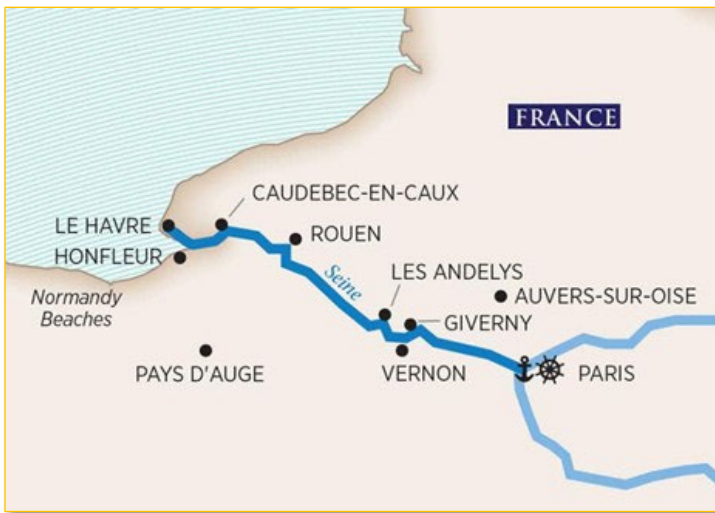 FRANCE
CAUDEBEC-EN-CAUX
LE HAVRE
ROUEN
HONFLEUR
Seine
LES ANDELYS
Normandy
Beaches
AUVERS-SUR-OISE
GIVERNY
PAYS D'AUGE
VERNON
PARIS